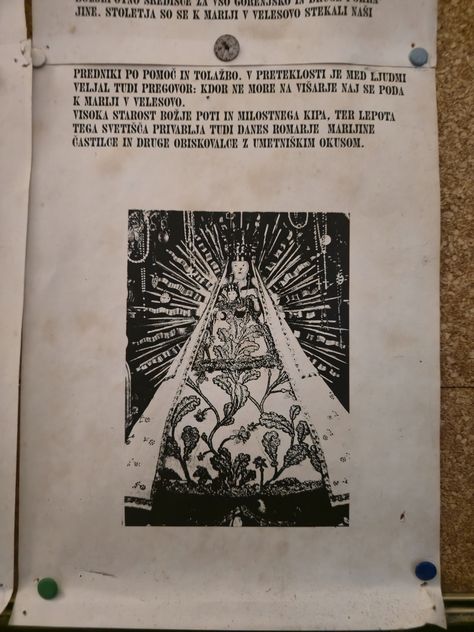 SREDIŠČE ZA VSO GORENJSKO IN DRUGE POKRA
JINE. STOLETJA SO SE K MARIJI V VELESOVO STEKALI NAŠI
PREDNIKI PO POMOČ IN TOLAŽBO. V PRETEKLOSTI JE MED LJUDMI
VELJAL TUDI PREGOVOR: KDOR NE MORE NA VIŠARJE NAJ SE PODA
K MARIJI V VELESOVO.
VISOKA STAROST BOŽJE POTI IN MILOSTNEGA KIPA, TER LEPOTA
TEGA SVETIŠČA PRIVABLJA TUDI DANES ROMARJE MARIJINE
ČASTILCE IN DRUGE OBISKOVALCE Z UMETNIŠKIM OKUSOM.